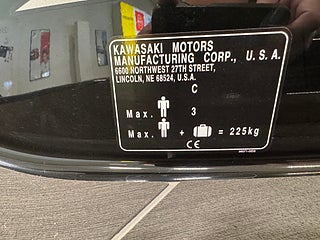 KAWASAKI MOTORS
MANUFACTURING CORP., U.S.A.
6600 NORTHWEST 27TH STREET,
LINCOLN, NE 68524, U.S.A.
C
Max. 3
Max. + = 225kg
CE